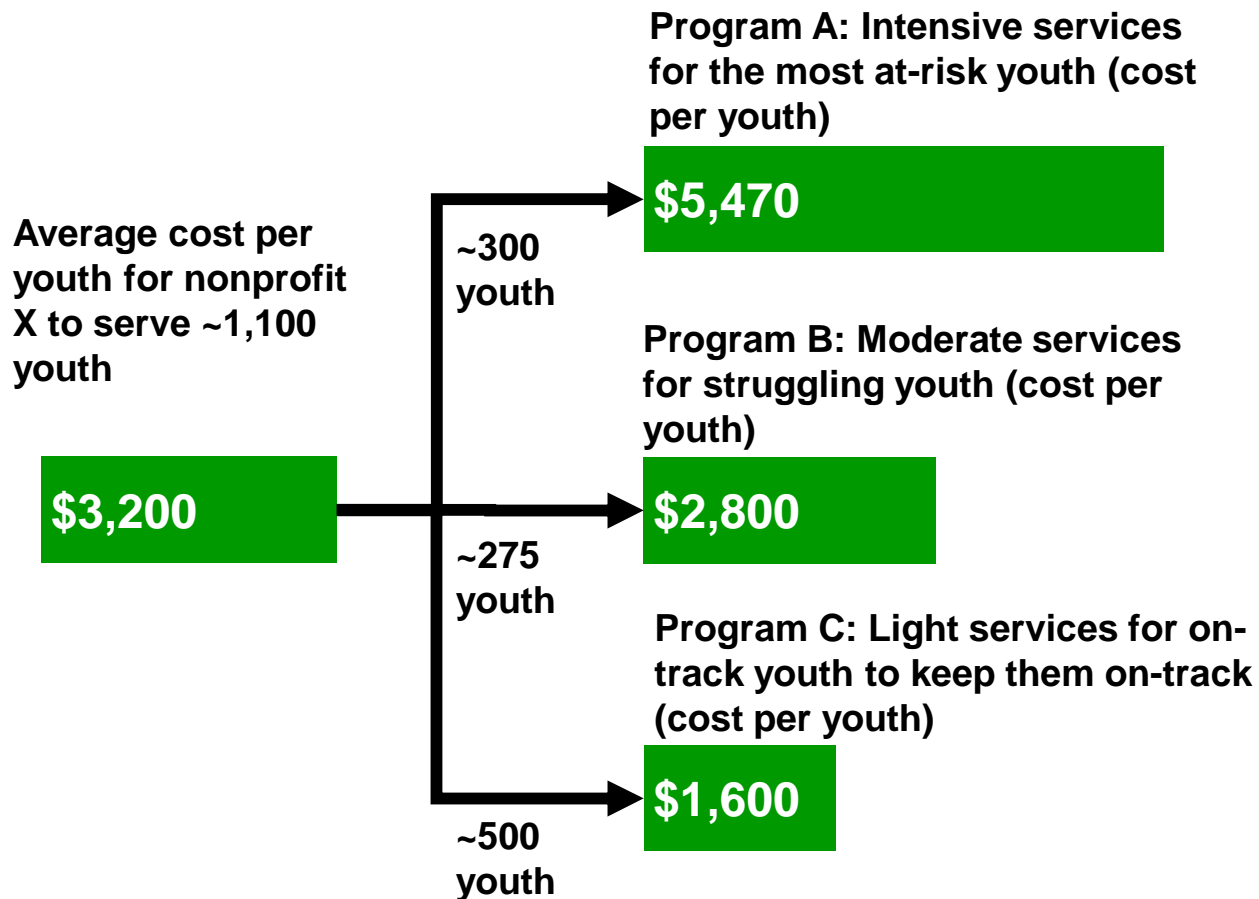 Average cost per
youth for nonprofit
X to serve ~1,100
youth
$3,200
~300
youth
~275
youth
~500
youth
Program A: Intensive services
for the most at-risk youth (cost
per youth)
$5,470
Program B: Moderate services
for struggling youth (cost per
youth)
$2,800
Program C: Light services for on-
track youth to keep them on-track
(cost per youth)
$1,600